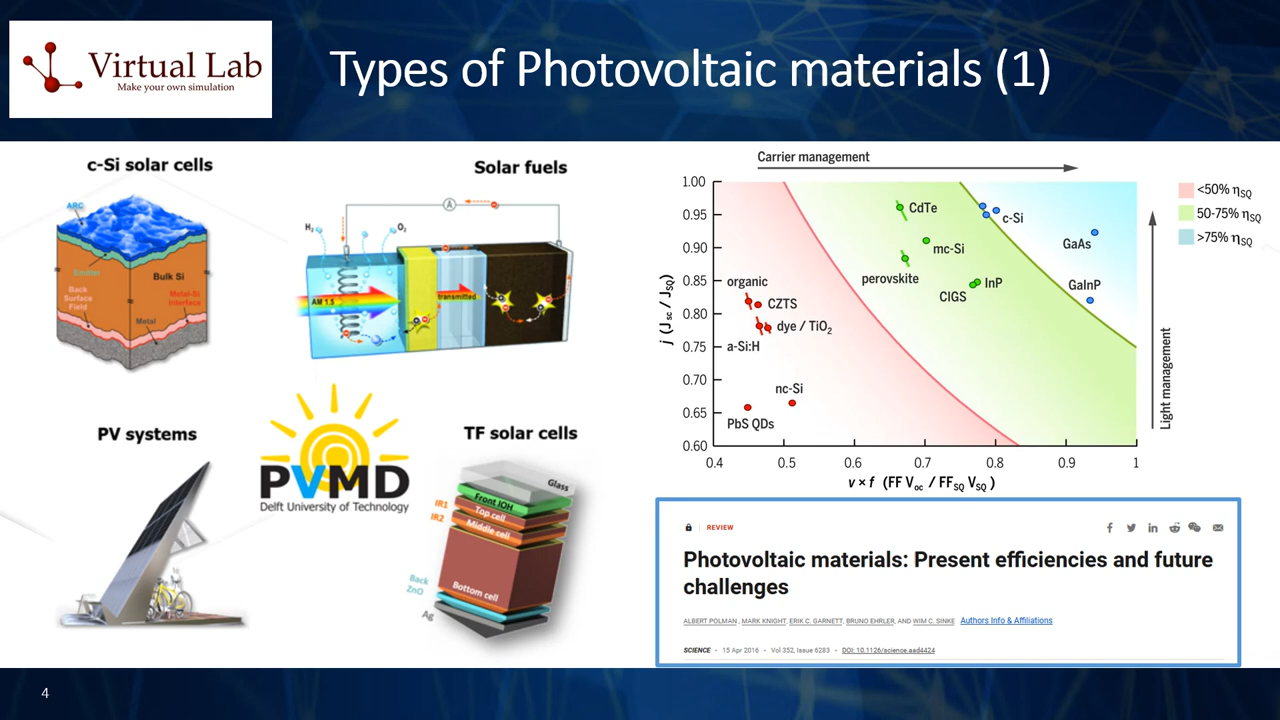 Virtual Lab
Make your own simulation
Types of Photovoltaic materials (1)
c-Si solar cells
ARC
Emitter
Bulk Si
Back
Surface
Field
Metal-Si
interface
Metal
Solar fuels
A
H₂
O₂
AM 1.5
transmitted
PV systems
PVMD
Delft University of Technology
TF solar cells
Glass
Front IOH
IR1
Top cell
IR2
Middle cell
Bottom cell
Back
ZnO
Ag
Carrier management
1.00
0.95
0.90
0.85
0.80
0.75
0.70
0.65
0.60
j (Jsc / JSQ)
CdTe
c-Si
mc-Si
GaAs
perovskite
InP
GaInP
CIGS
organic
CZTS
dye / TiO₂
a-Si:H
nc-Si
PbS QDs
0.4 0.5 0.6 0.7 0.8 0.9 1
v × f (FF Voc / FFSQ VSQ )
<50% ηSQ
50-75% ηSQ
>75% ηSQ
Light management
REVIEW
Photovoltaic materials: Present efficiencies and future
challenges
ALBERT POLMAN , MARK KNIGHT, ERIK C. GARNETT, BRUNO EHRLER, AND WIM C. SINKE Authors Info & Affiliations
SCIENCE • 15 Apr 2016 • Vol 352, Issue 6283 • DOI: 10.1126/science.aad4424
4